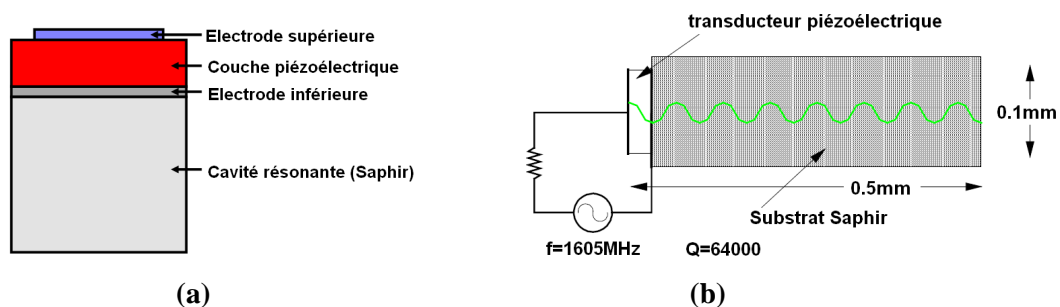 Electrode supérieure
Couche piézoélectrique
Electrode inférieure
Cavité résonante (Saphir)
(a)
transducteur piézoélectrique
0.1mm
0.5mm
Substrat Saphir
f=1605MHz Q=64000
(b)